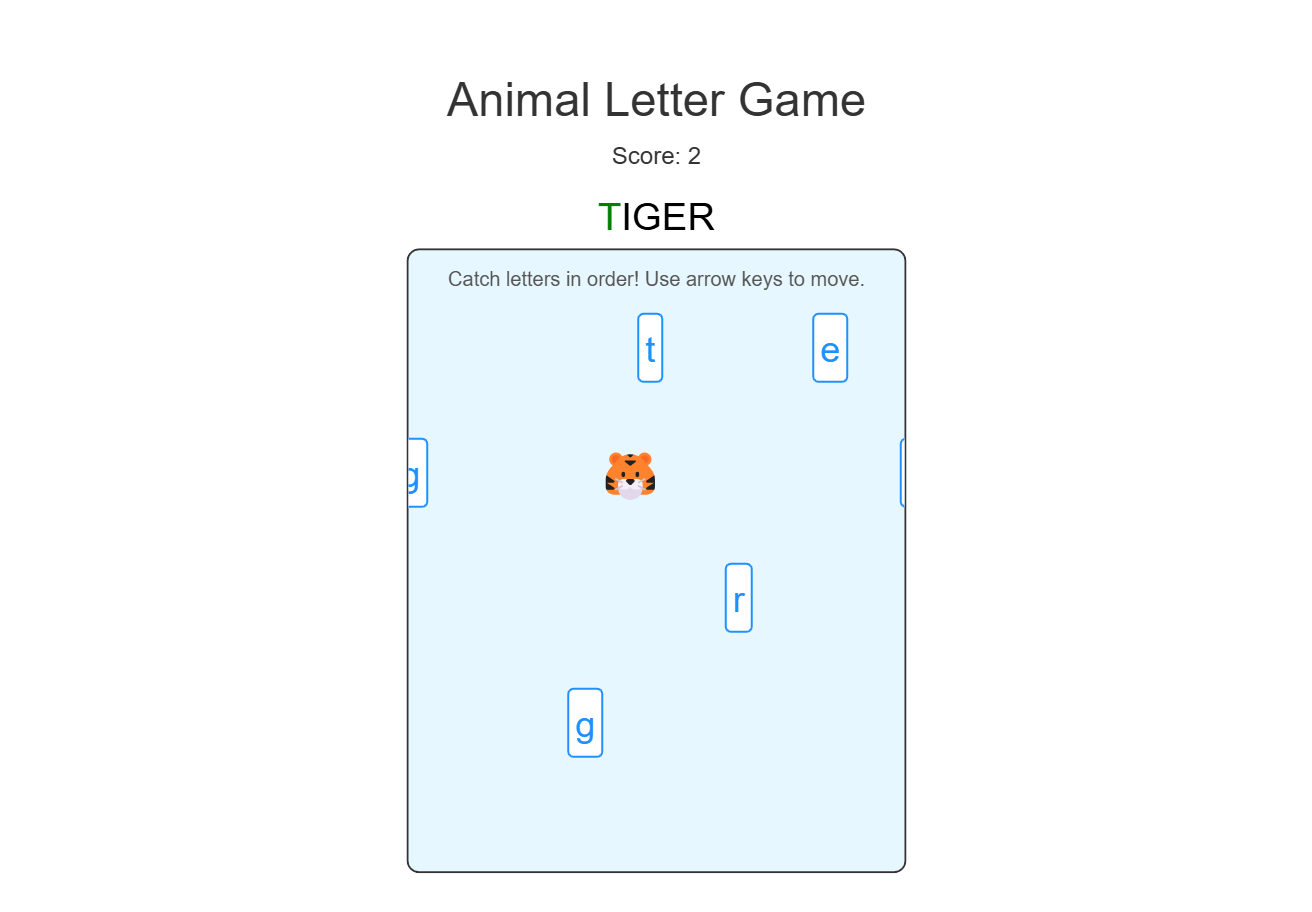 Animal Letter Game
Score: 2
TIGER
Catch letters in order! Use arrow keys to move.
t
e
g
r
g